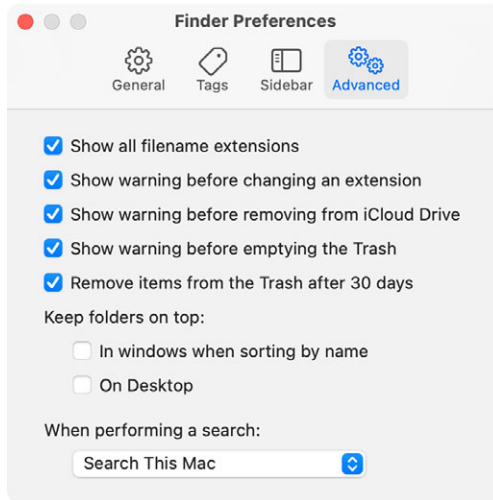 Finder Preferences
General Tags Sidebar Advanced
Show all filename extensions
Show warning before changing an extension
Show warning before removing from iCloud Drive
Show warning before emptying the Trash
Remove items from the Trash after 30 days
Keep folders on top:
In windows when sorting by name
On Desktop
When performing a search:
Search This Mac